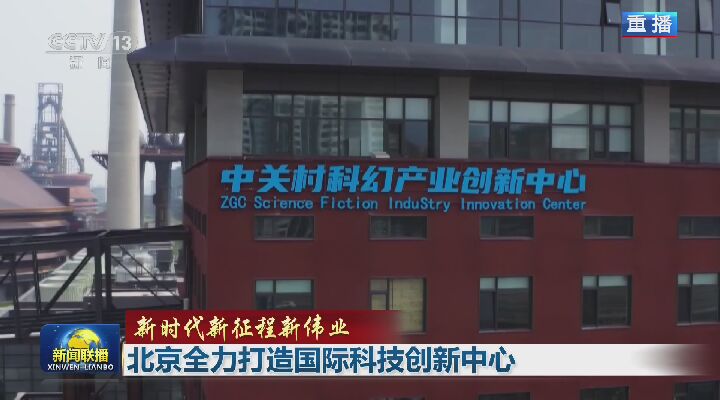 CCTV 13
新闻
重播
中关村科幻产业创新中心
ZGC Science Fiction InduStry Innovation Center
新时代新征程新伟业
新闻联播
XINWEN-LIANBO
北京全力打造国际科技创新中心